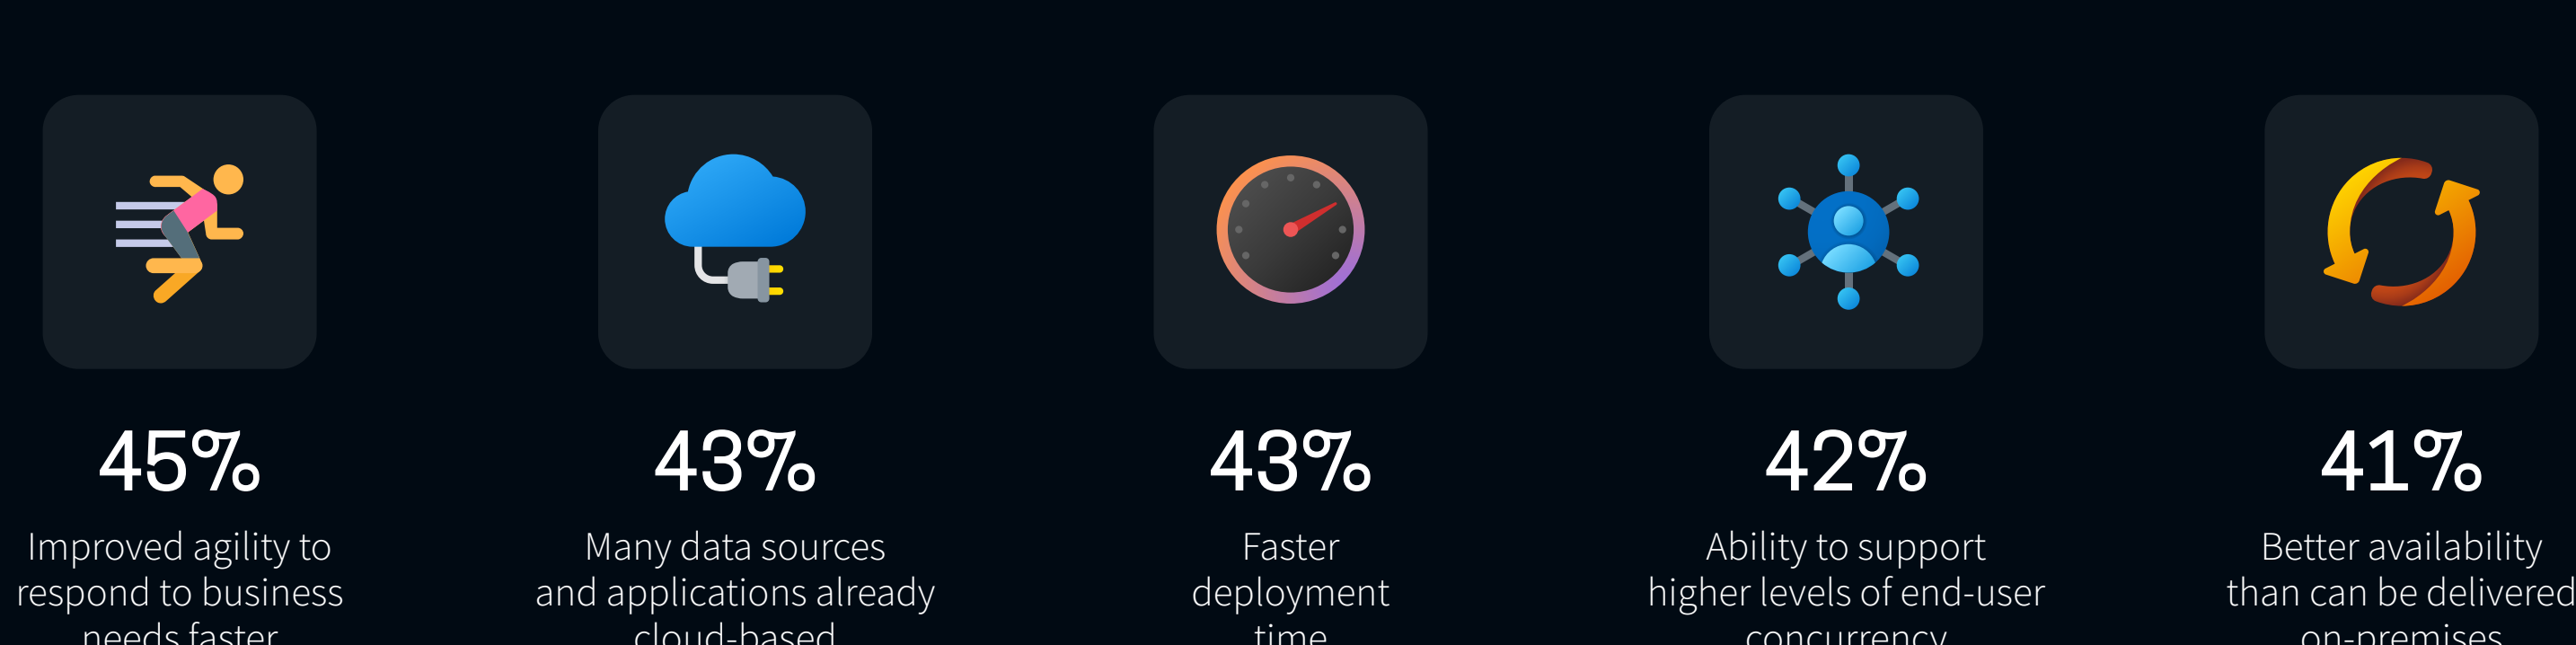 45%
Improved agility to
respond to business
needs faster
43%
Many data sources
and applications already
cloud-based
43%
Faster
deployment
time
42%
Ability to support
higher levels of end-user
concurrency
41%
Better availability
than can be delivered
on-premises